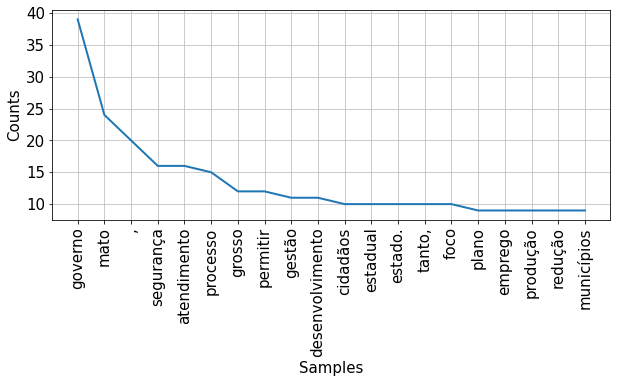 Counts
40
35
30
25
20
15
10
governo
mato
,
segurança
atendimento
processo
grosso
permitir
gestão
desenvolvimento
cidadãos
estadual
estado.
tanto,
foco
plano
emprego
produção
redução
municípios
Samples